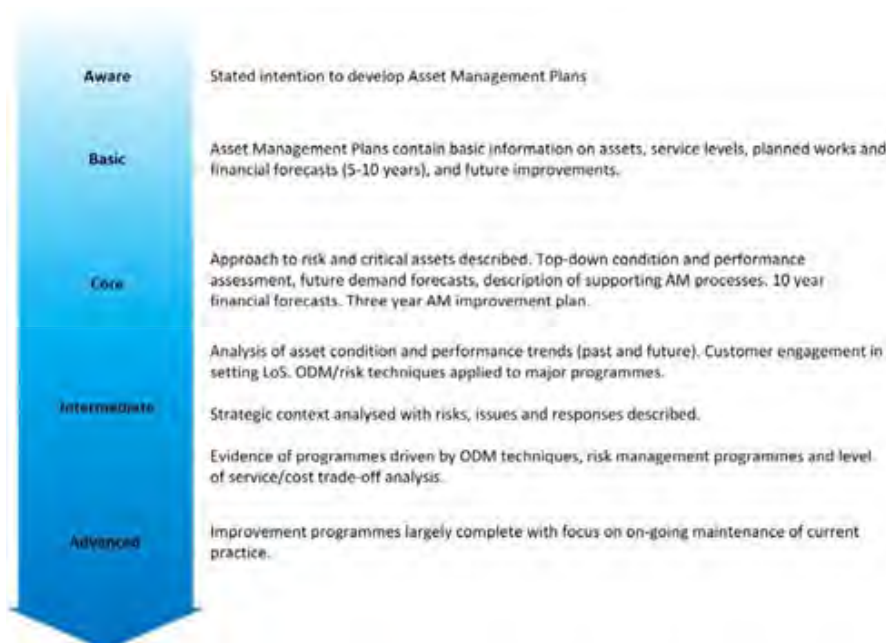 Aware
Stated intention to develop Asset Management Plans
Basic
Asset Management Plans contain basic information on assets, service levels, planned works and
financial forecasts (5-10 years), and future improvements.
Core
Approach to risk and critical assets described. Top-down condition and performance
assessment, future demand forecasts, description of supporting AM processes. 10 year
financial forecasts. Three year AM improvement plan.
Intermediate
Analysis of asset condition and performance trends (past and future). Customer engagement in
setting LoS. ODM/risk techniques applied to major programmes.
Strategic context analysed with risks, issues and responses described.
Evidence of programmes driven by ODM techniques, risk management programmes and level
of service/cost trade-off analysis.
Advanced
Improvement programmes largely complete with focus on on-going maintenance of current
practice.